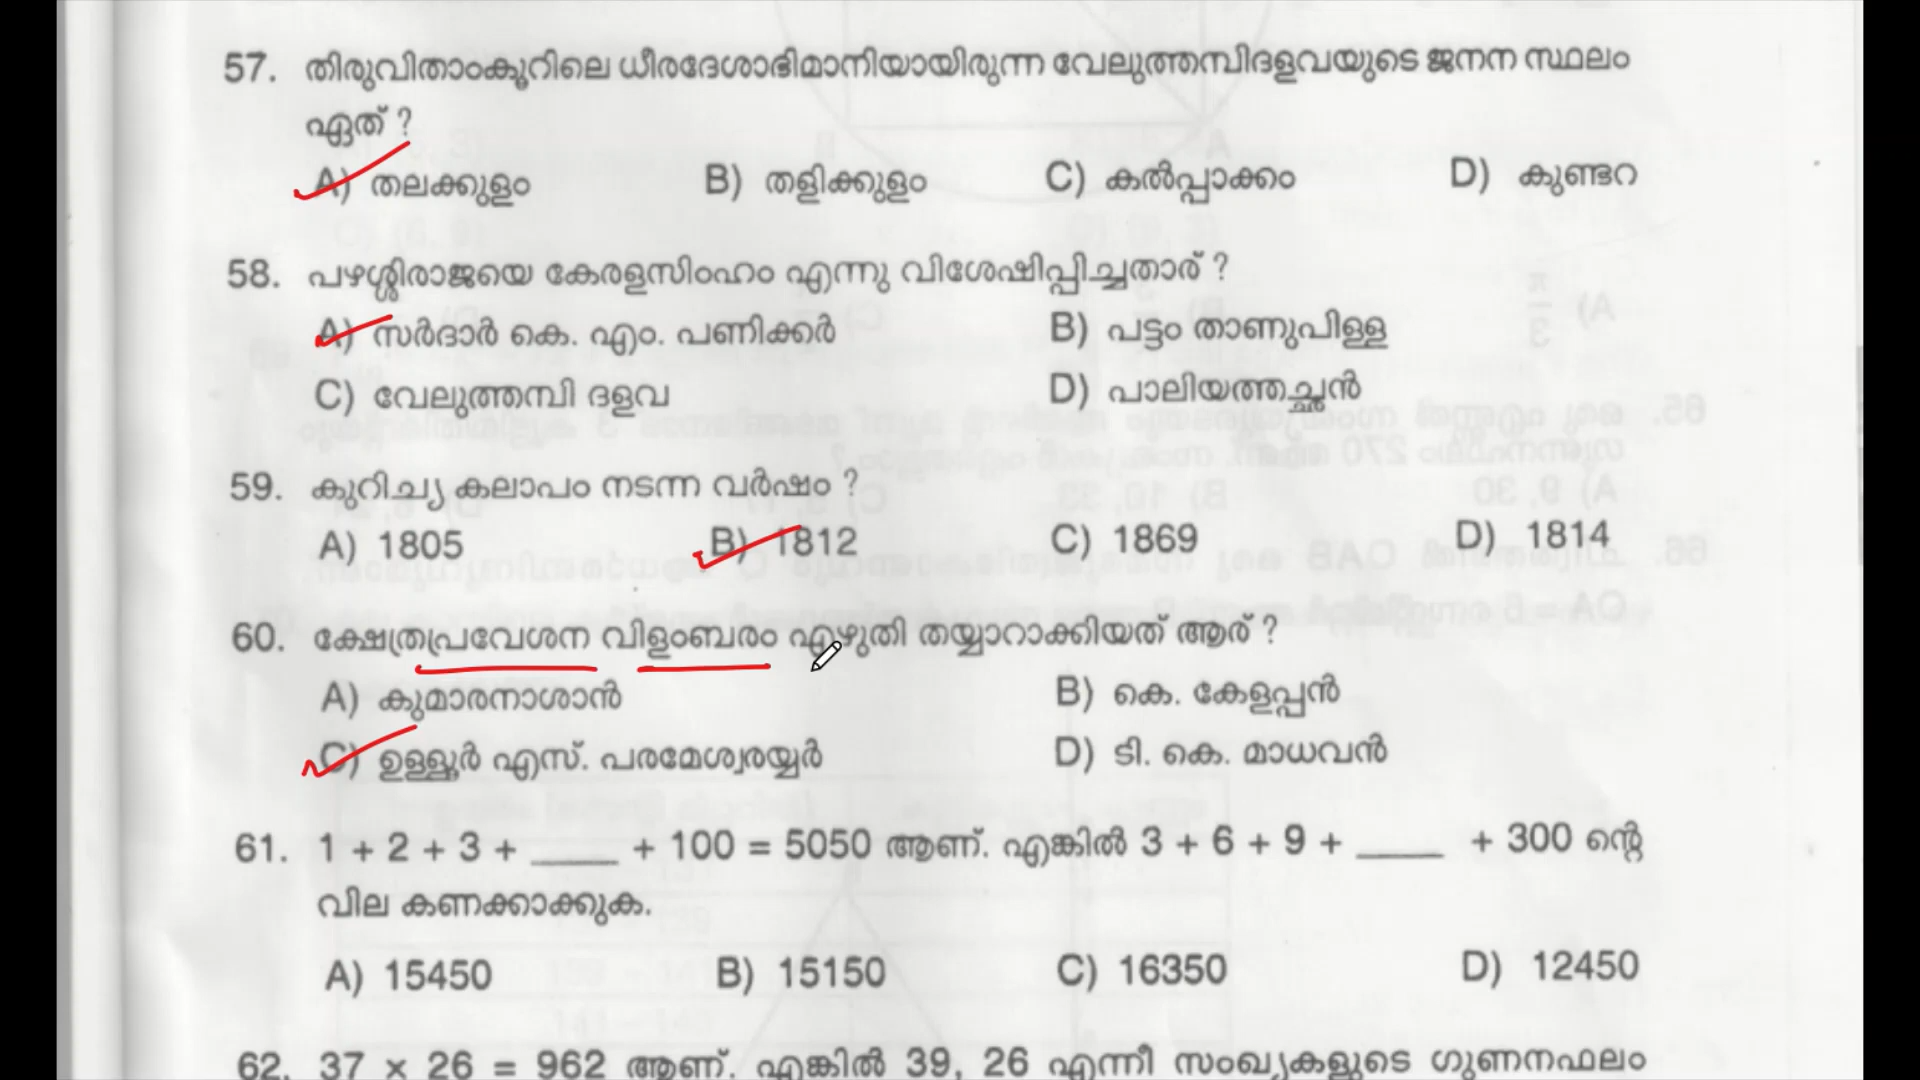 57. തിരുവിതാംകൂറിലെ ധീരദേശാഭിമാനിയായിരുന്ന വേലുത്തമ്പിദളവയുടെ ജനന സ്ഥലം
ഏത് ?
A) തലക്കുളം B) തളിക്കുളം C) കൽപ്പാക്കം D) കുണ്ടറ
58. പഴശ്ശിരാജയെ കേരളസിംഹം എന്നു വിശേഷിപ്പിച്ചതാര് ?
A) സർദാർ കെ. എം. പണിക്കർ B) പട്ടം താണുപിള്ള
C) വേലുത്തമ്പി ദളവ D) പാലിയത്തച്ഛൻ
59. കുറിച്യ കലാപം നടന്ന വർഷം ?
A) 1805 B) 1812 C) 1869 D) 1814
60. ക്ഷേത്രപ്രവേശന വിളംബരം എഴുതി തയ്യാറാക്കിയത് ആര് ?
A) കുമാരനാശാൻ B) കെ. കേളപ്പൻ
C) ഉള്ളൂർ എസ്. പരമേശ്വരയ്യർ D) ടി. കെ. മാധവൻ
61. 1 + 2 + 3 + ____ + 100 = 5050 ആണ്. എങ്കിൽ 3 + 6 + 9 + ____ + 300 ന്റെ
വില കണക്കാക്കുക.
A) 15450 B) 15150 C) 16350 D) 12450
62. 37 × 26 = 962 ആണ്. എങ്കിൽ 39, 26 എന്നീ സംഖ്യകളുടെ ഗുണനഫലം